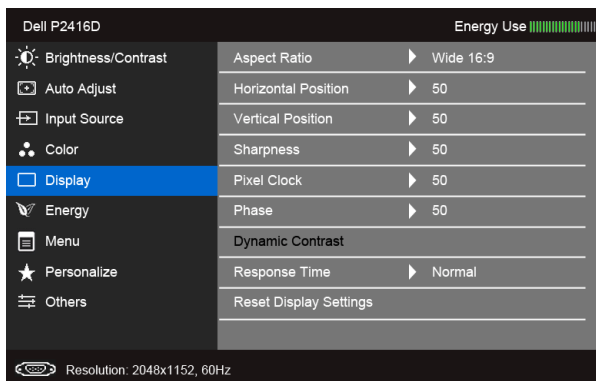 Dell P2416D Energy Use
Brightness/Contrast Aspect Ratio Wide 16:9
Auto Adjust Horizontal Position 50
Input Source Vertical Position 50
Color Sharpness 50
Display Pixel Clock 50
Energy Phase 50
Menu Dynamic Contrast
Personalize Response Time Normal
Others Reset Display Settings
Resolution: 2048x1152, 60Hz